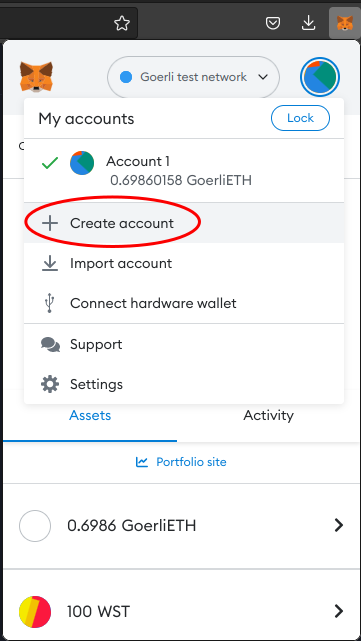 Goerli test network
My accounts
Lock
Account 1
0.69860158 GoerliETH
Create account
Import account
Connect hardware wallet
Support
Settings
Assets
Activity
Portfolio site
0.6986 GoerliETH
100 WST